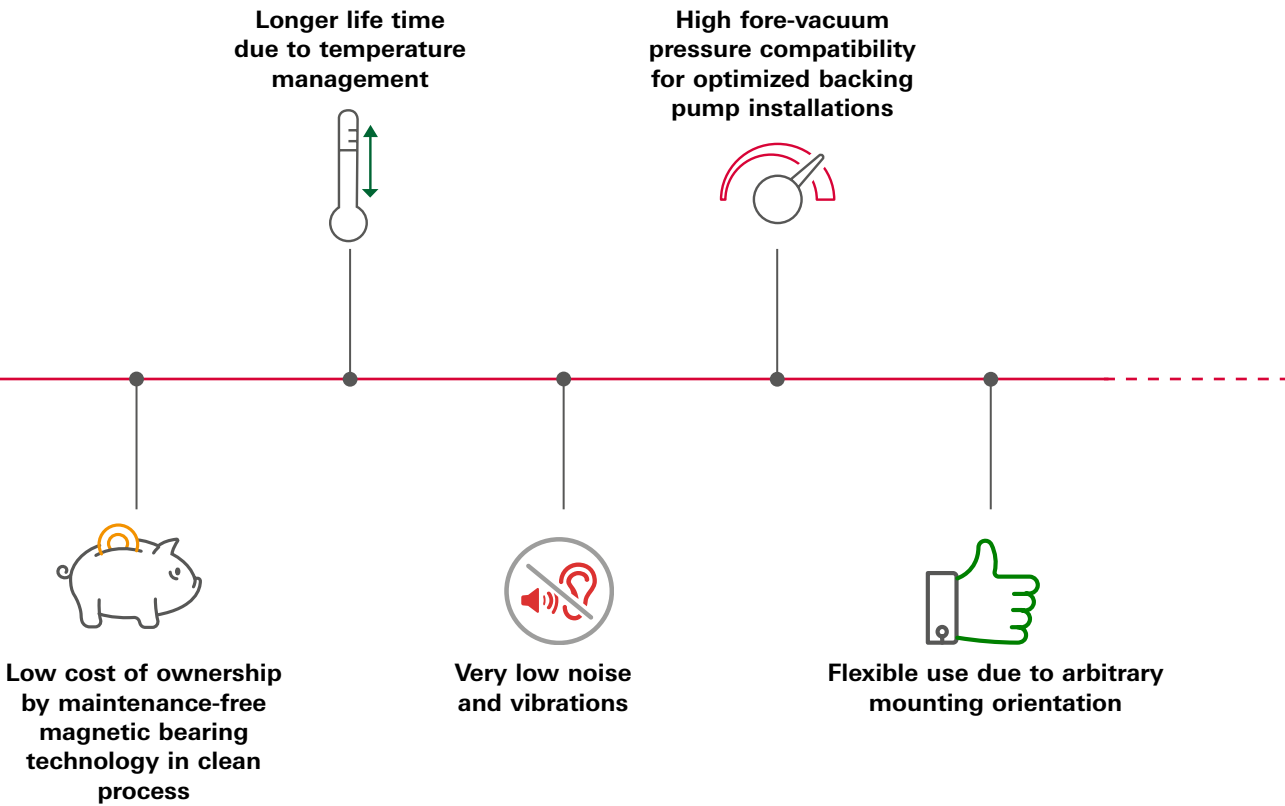 Longer life time
due to temperature
management
High fore-vacuum
pressure compatibility
for optimized backing
pump installations
Low cost of ownership
by maintenance-free
magnetic bearing
technology in clean
process
Very low noise
and vibrations
Flexible use due to arbitrary
mounting orientation